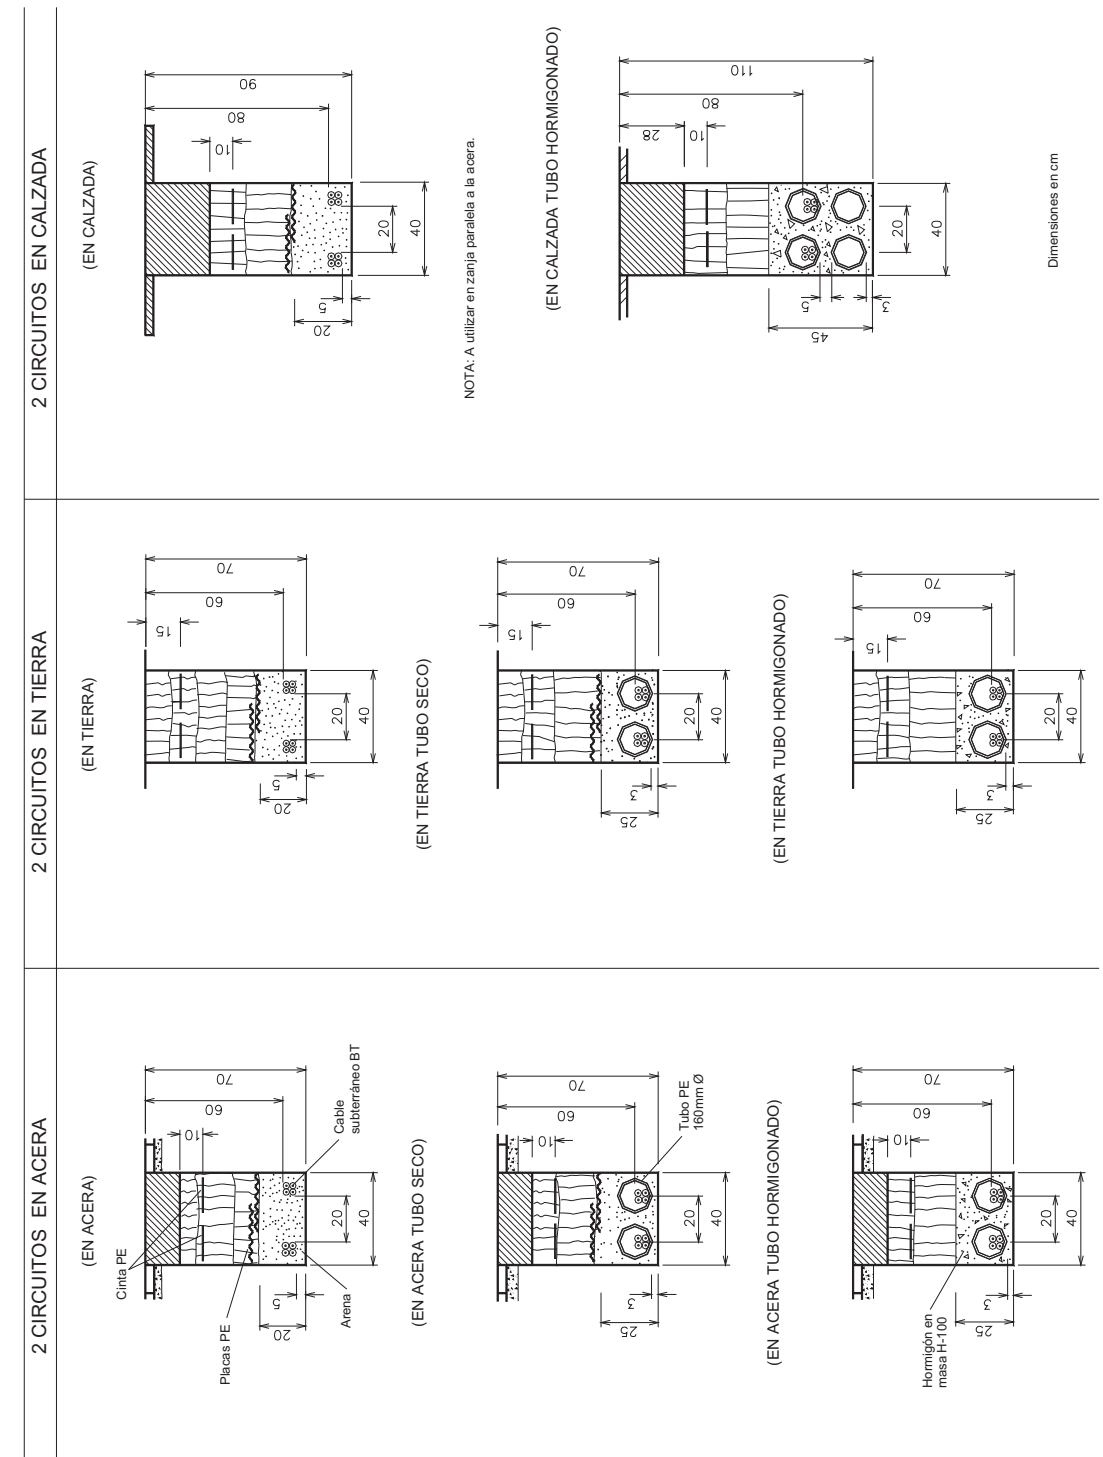 2 CIRCUITOS EN ACERA
(EN ACERA)
Cinta PE
Placas PE
Arena
Cable
subterráneo BT
10
60
70
5
20
20
40
(EN ACERA TUBO SECO)
Tubo PE
160mm Ø
10
60
70
3
25
20
40
(EN ACERA TUBO HORMIGONADO)
Hormigón en
masa H-100
10
60
70
3
25
20
40
2 CIRCUITOS EN TIERRA
(EN TIERRA)
15
60
70
5
20
20
40
(EN TIERRA TUBO SECO)
15
60
70
3
25
20
40
(EN TIERRA TUBO HORMIGONADO)
15
60
70
3
25
20
40
2 CIRCUITOS EN CALZADA
(EN CALZADA)
10
80
90
5
20
20
40
NOTA: A utilizar en zanja paralela a la acera.
(EN CALZADA TUBO HORMIGONADO)
28
10
80
110
5
3
45
20
40
Dimensiones en cm